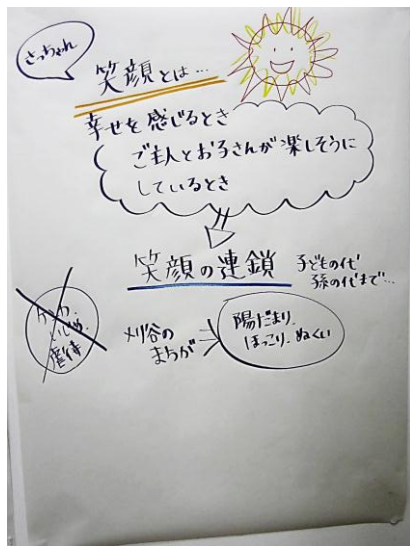 さっちゃん
笑顔とは…
幸せを感じるとき
ご主人とお子さんが楽しそうに
しているとき
笑顔の連鎖
子どもの代
孫の代まで…
ケンカ、
いじめ、
虐待
刈谷の
まちが
陽だまり、
ほっこり、ぬくい